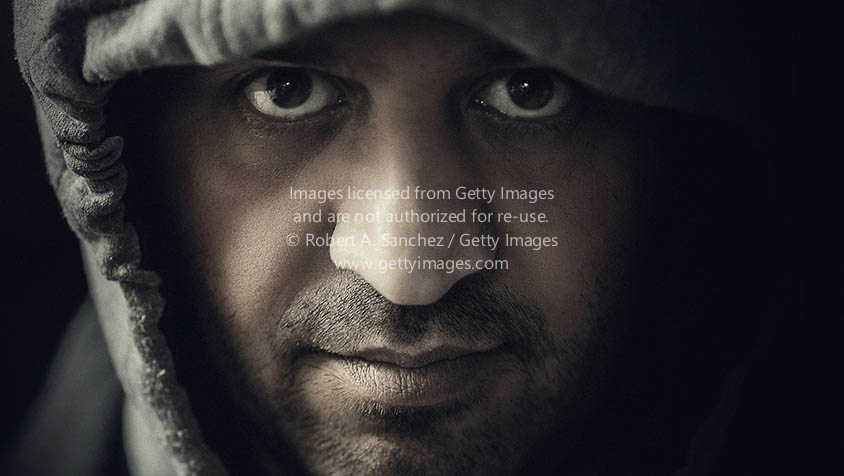 Images licensed from Getty Images
and are not authorized for re-use.
© Robert A. Sanchez / Getty Images
www.gettyimages.com